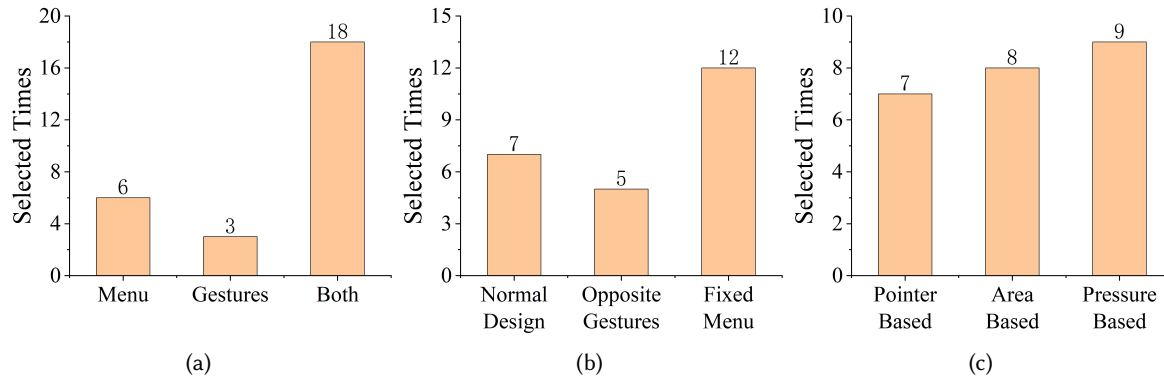 Selected Times
20
16
12
8
4
0
6
3
18
Menu
Gestures
Both
(a)
Selected Times
15
12
9
6
3
0
7
5
12
Normal
Design
Opposite
Gestures
Fixed
Menu
(b)
Selected Times
10
8
6
4
2
0
7
8
9
Pointer
Based
Area
Based
Pressure
Based
(c)